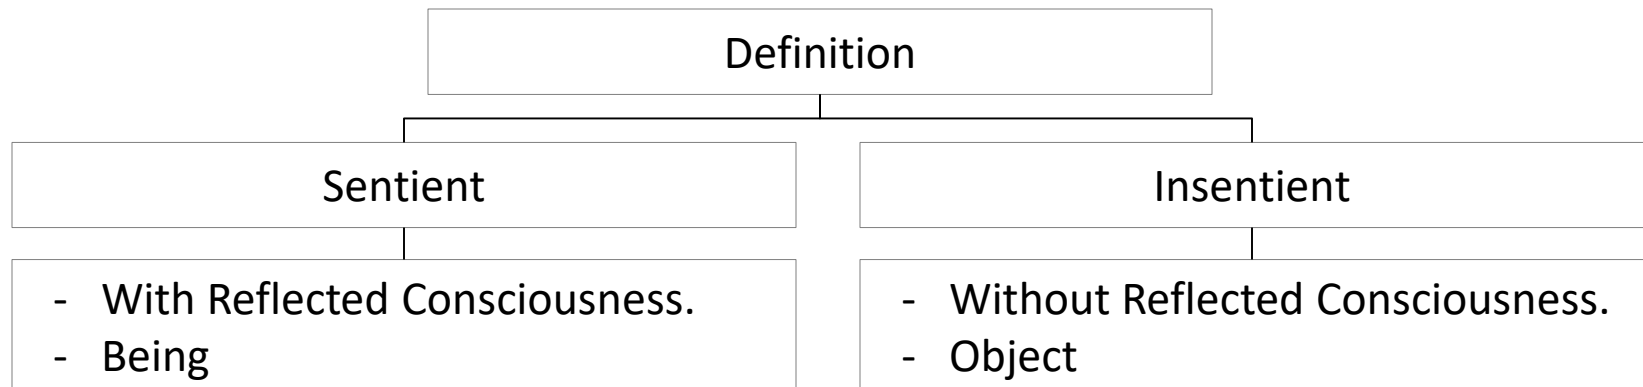 Definition
Sentient
Insentient
- With Reflected Consciousness.
- Being
- Without Reflected Consciousness.
- Object